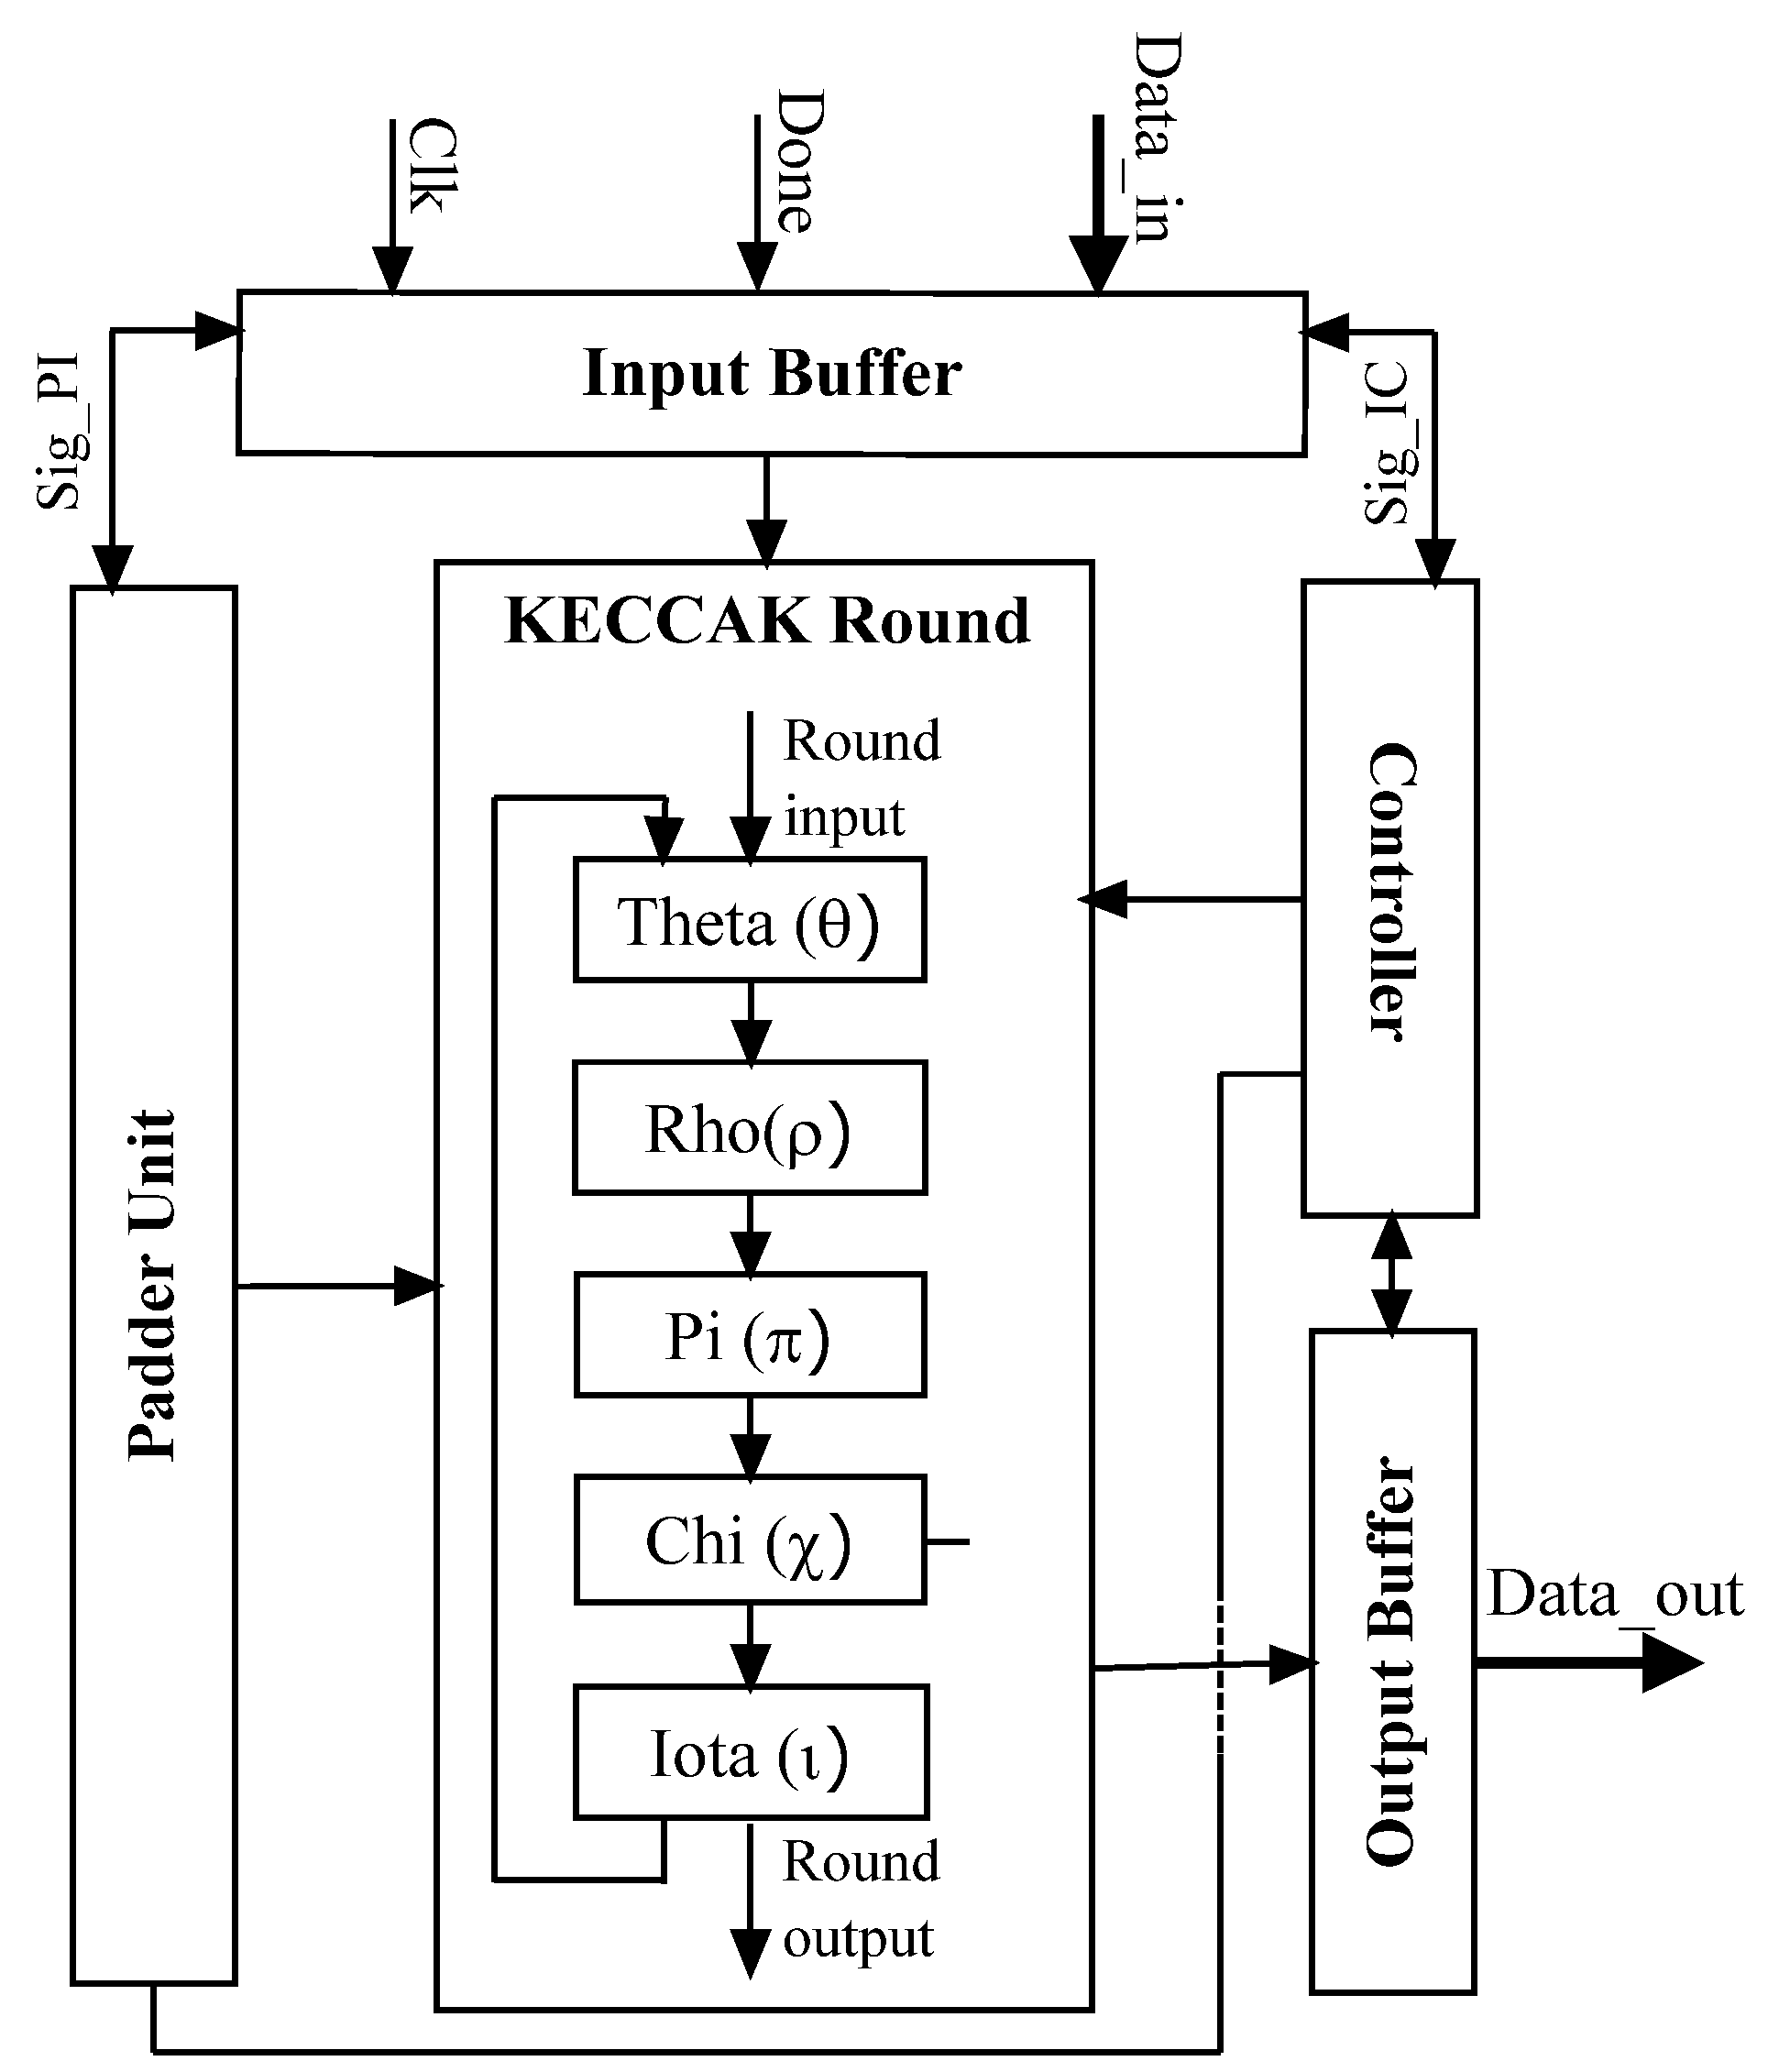 Clk
Done
Data_in
Input Buffer
Sig_PI
Sig_IC
KECCAK Round
Round
input
Theta (θ)
Rho(ρ)
Pi (π)
Chi (χ)
Iota (ι)
Round
output
Padder Unit
Controller
Output Buffer
Data_out